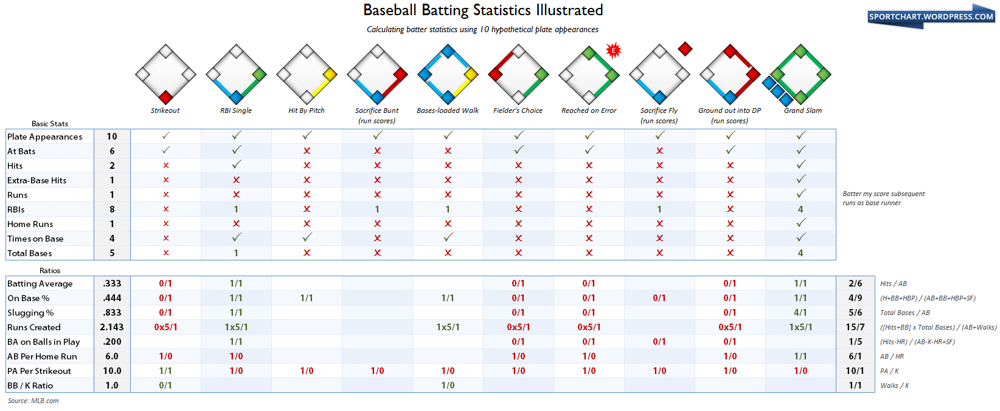 Baseball Batting Statistics Illustrated
SPORTCHART.WORDPRESS.COM
Calculating batter statistics using 10 hypothetical plate appearances
E
Strikeout RBI Single Hit By Pitch Sacrifice Bunt Bases-loaded Walk Fielder's Choice Reached on Error Sacrifice Fly Ground out into DP Grand Slam
(run scores) (run scores) (run scores)
Basic Stats
Plate Appearances 10 ✓ ✓ ✓ ✓ ✓ ✓ ✓ ✓ ✓ ✓
At Bats 6 ✓ ✓ x x x ✓ ✓ x ✓ ✓
Hits 2 x ✓ x x x x x x x ✓
Extra-Base Hits 1 x x x x x x x x x ✓
Runs 1 x x x x x x x x x ✓
Batter my score subsequent
runs as base runner
RBIs 8 x 1 x 1 1 x x 1 x 4
Home Runs 1 x x x x x x x x x ✓
Times on Base 4 x ✓ ✓ x ✓ x x x x ✓
Total Bases 5 x 1 x x x x x x x 4
Ratios
Batting Average .333 0/1 1/1 0/1 0/1 0/1 1/1 2/6 Hits / AB
On Base % .444 0/1 1/1 1/1 1/1 0/1 0/1 0/1 0/1 1/1 4/9 (H+BB+HBP) / (AB+BB+HBP+SF)
Slugging % .833 0/1 1/1 0/1 0/1 0/1 4/1 5/6 Total Bases / AB
Runs Created 2.143 0x5/1 1x5/1 1x5/1 0x5/1 0x5/1 0x5/1 1x5/1 15/7 ([Hits+BB] x Total Bases) / (AB+Walks)
BA on Balls in Play .200 1/1 0/1 0/1 0/1 0/1 1/5 (Hits-HR) / (AB-K-HR+SF)
AB Per Home Run 6.0 1/0 1/0 1/0 1/0 1/0 1/1 6/1 AB / HR
PA Per Strikeout 10.0 1/1 1/0 1/0 1/0 1/0 1/0 1/0 1/0 1/0 1/0 10/1 PA / K
BB / K Ratio 1.0 0/1 1/0 1/1 Walks / K
Source: MLB.com